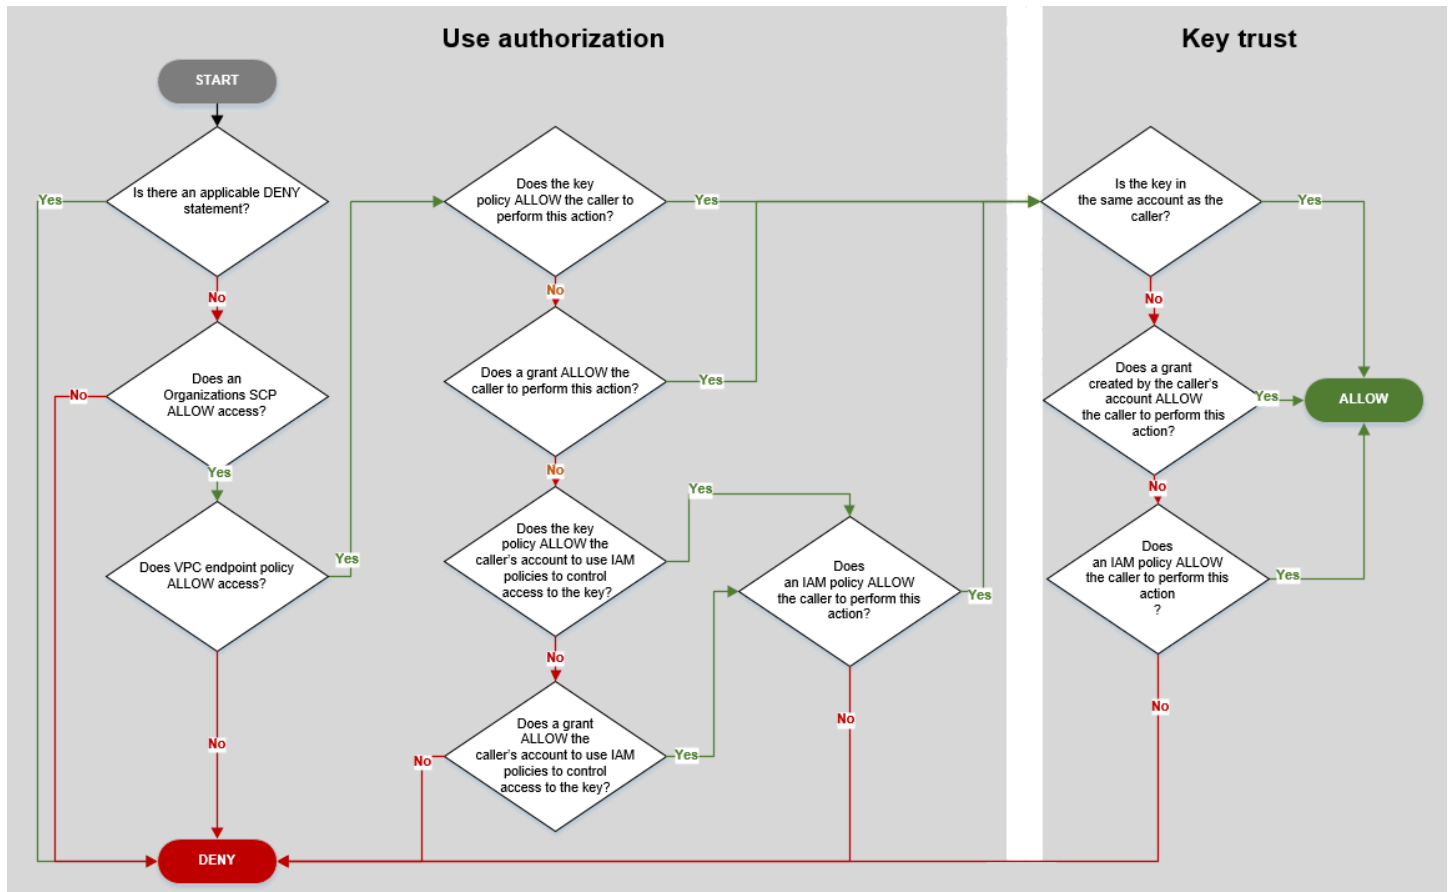 Use authorization
Key trust
START
Is there an applicable DENY
statement?
Yes
No
Does an
Organizations SCP
ALLOW access?
No
Yes
Does VPC endpoint policy
ALLOW access?
Yes
No
DENY
Does the key
policy ALLOW the caller to
perform this action?
Yes
No
Does a grant ALLOW the
caller to perform this action?
Yes
No
Does the key
policy ALLOW the
caller's account to use IAM
policies to control
access to the key?
Yes
No
Does a grant
ALLOW the
caller's account to use IAM
policies to control
access to the key?
No
Yes
Does
an IAM policy ALLOW
the caller to perform this
action?
Yes
No
Is the key in
the same account as the
caller?
Yes
No
Does a grant
created by the caller's
account ALLOW
the caller to perform this
action?
Yes
ALLOW
No
Does
an IAM policy ALLOW
the caller to perform this
action
?
Yes
No